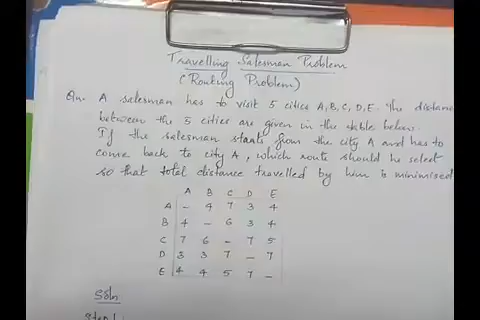 Travelling Salesman Problem
(Routing Problem)
Qn. A salesman has to visit 5 cities A, B, C, D, E. The distance
between the 5 cities are given in the table below.
If the salesman starts from the city A and has to
come back to city A, which route should he select
so that total distance travelled by him is minimised
A B C D E
A - 4 7 3 4
B 4 - 6 3 4
C 7 6 - 7 5
D 3 3 7 - 7
E 4 4 5 7 -
Soln
Step 1